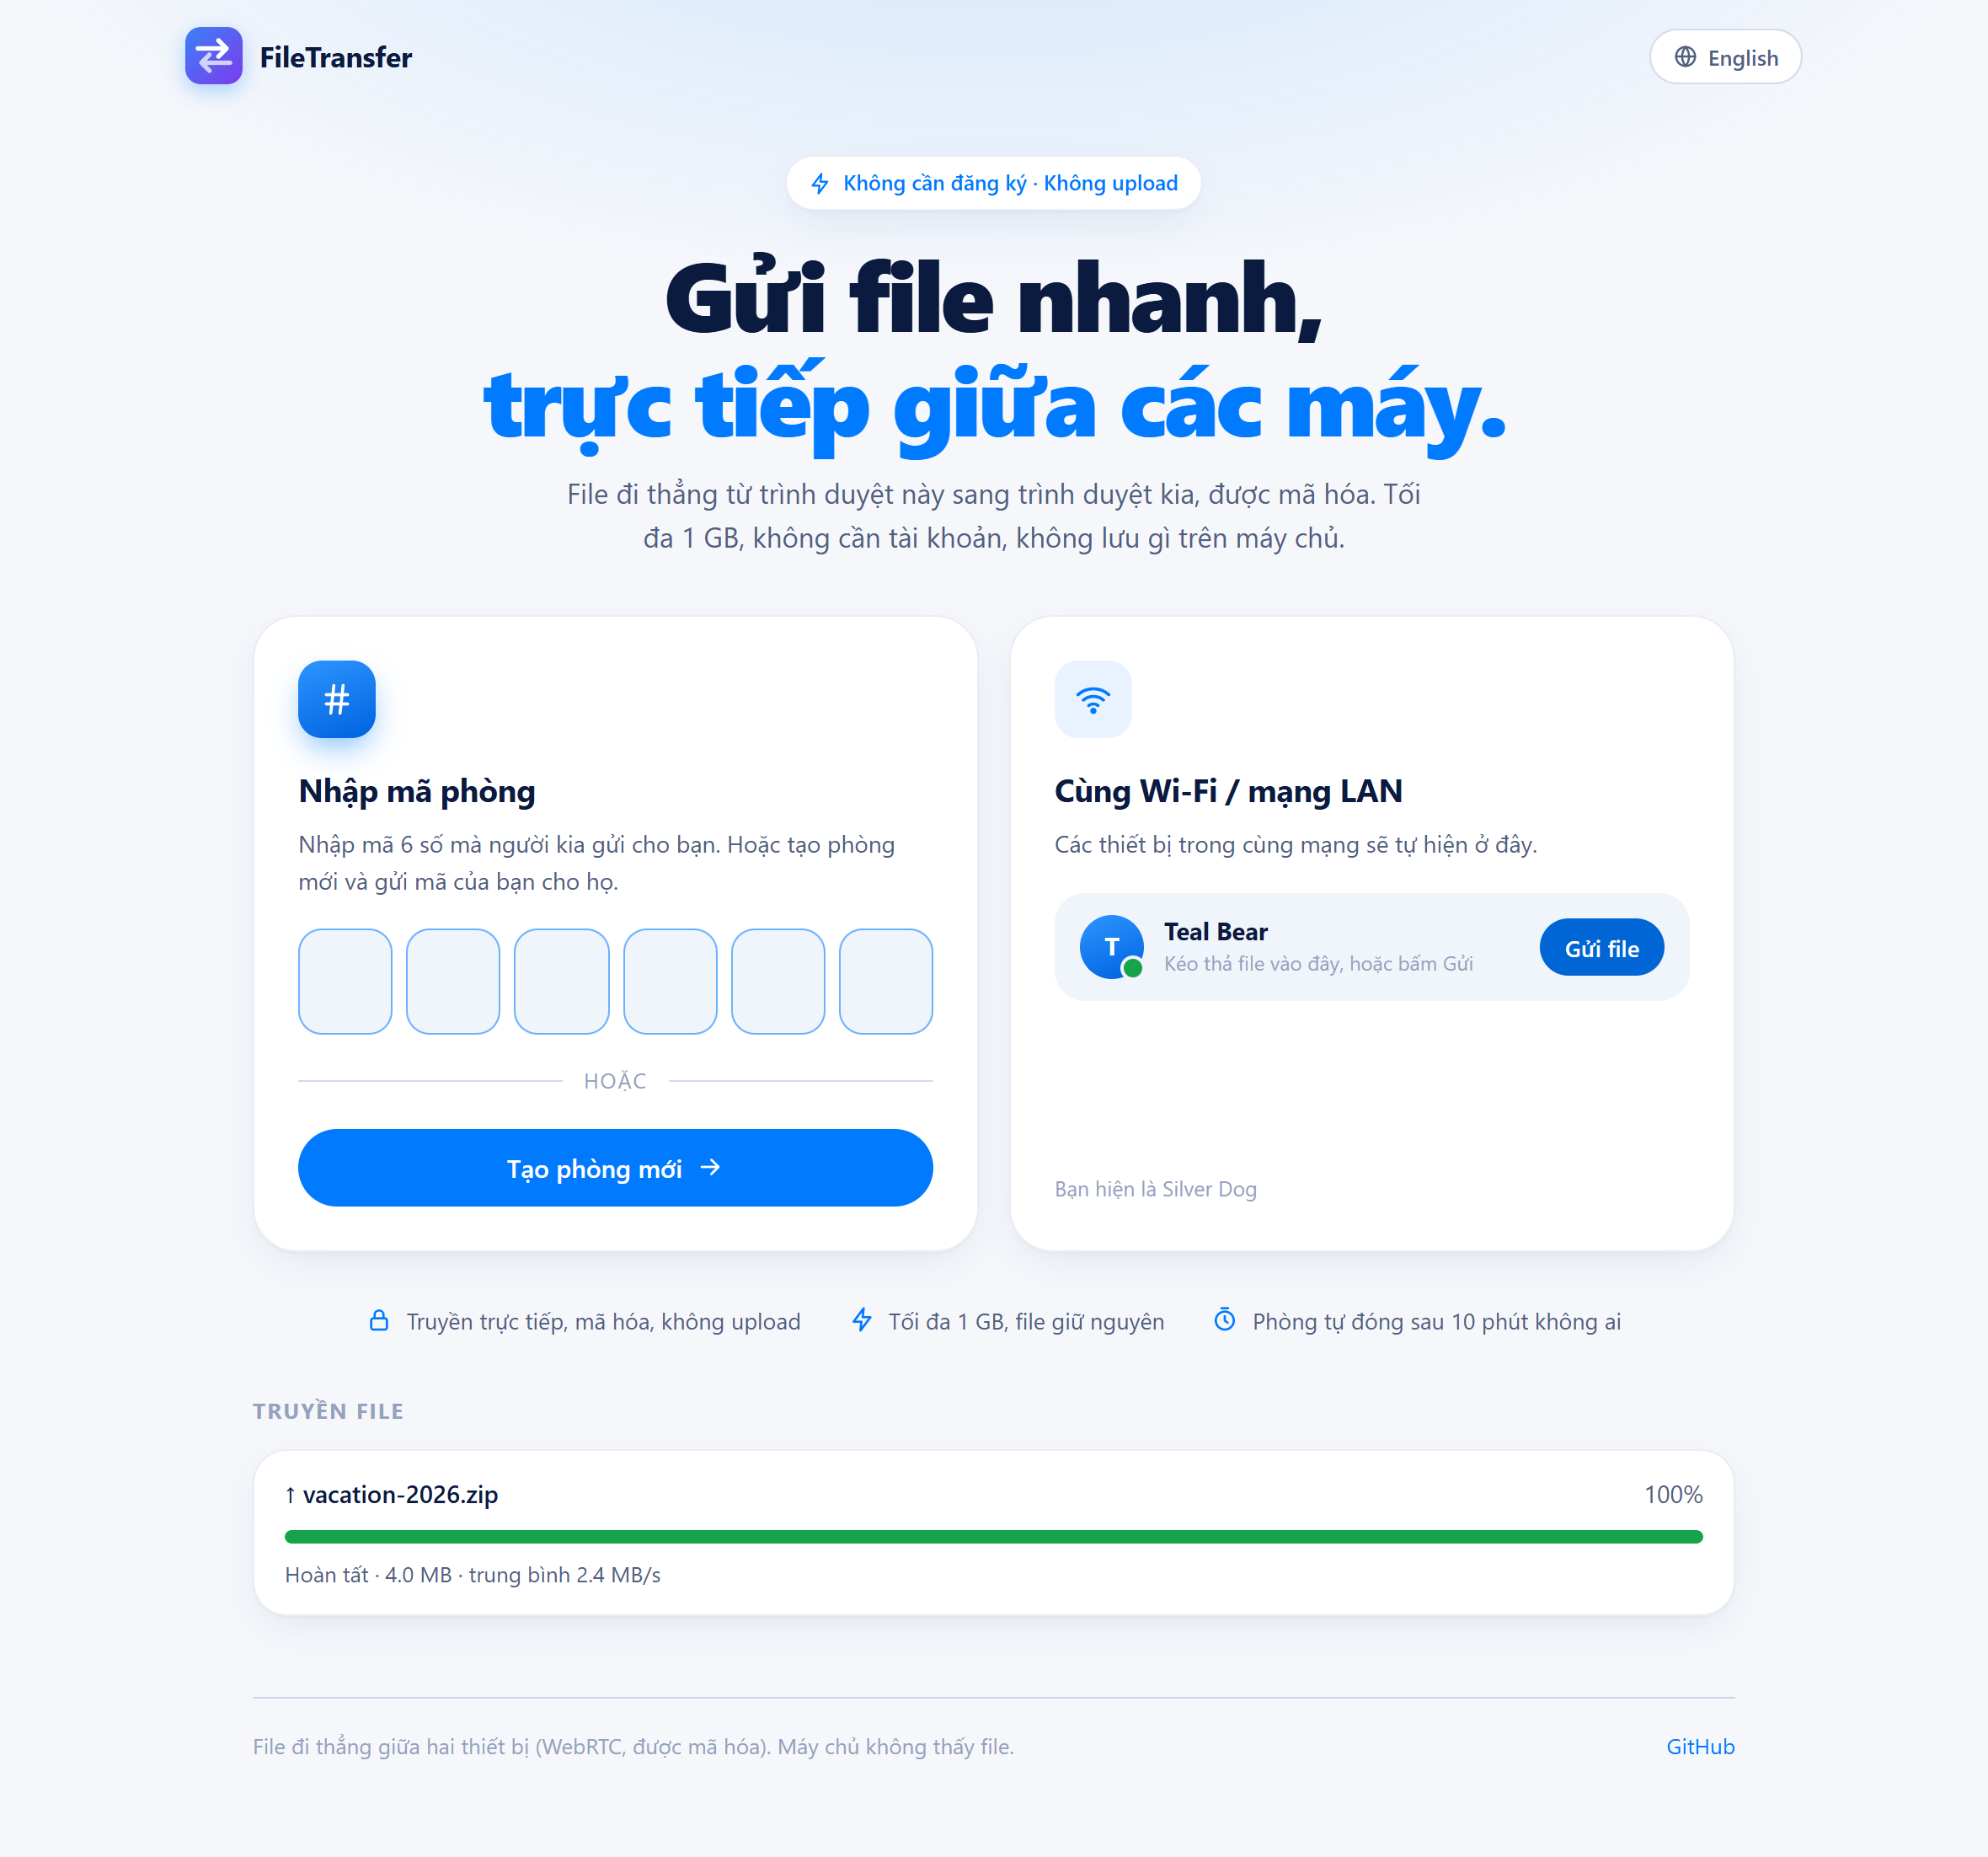 FileTransfer
English
Không cần đăng ký · Không upload
Gửi file nhanh,
trực tiếp giữa các máy.
File đi thẳng từ trình duyệt này sang trình duyệt kia, được mã hóa. Tối
đa 1 GB, không cần tài khoản, không lưu gì trên máy chủ.
#
Nhập mã phòng
Nhập mã 6 số mà người kia gửi cho bạn. Hoặc tạo phòng
mới và gửi mã của bạn cho họ.
HOẶC
Tạo phòng mới →
Cùng Wi-Fi / mạng LAN
Các thiết bị trong cùng mạng sẽ tự hiện ở đây.
T
Teal Bear
Kéo thả file vào đây, hoặc bấm Gửi
Gửi file
Bạn hiện là Silver Dog
Truyền trực tiếp, mã hóa, không upload
Tối đa 1 GB, file giữ nguyên
Phòng tự đóng sau 10 phút không ai
TRUYỀN FILE
↑ vacation-2026.zip
100%
Hoàn tất · 4.0 MB · trung bình 2.4 MB/s
File đi thẳng giữa hai thiết bị (WebRTC, được mã hóa). Máy chủ không thấy file.
GitHub